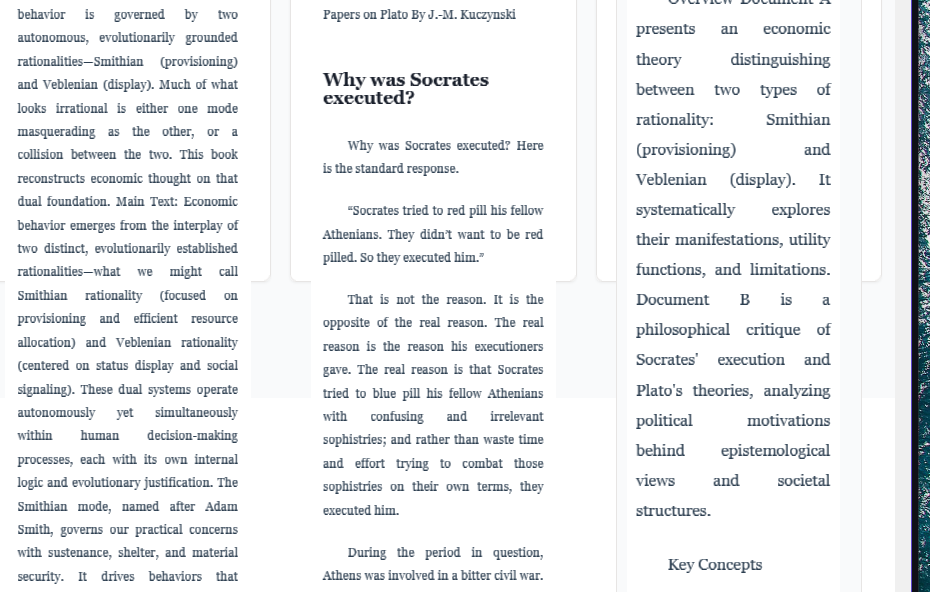 behavior is governed by two
autonomous, evolutionarily grounded
rationalities—Smithian (provisioning)
and Veblenian (display). Much of what
looks irrational is either one mode
masquerading as the other, or a
collision between the two. This book
reconstructs economic thought on that
dual foundation. Main Text: Economic
behavior emerges from the interplay of
two distinct, evolutionarily established
rationalities—what we might call
Smithian rationality (focused on
provisioning and efficient resource
allocation) and Veblenian rationality
(centered on status display and social
signaling). These dual systems operate
autonomously yet simultaneously
within human decision-making
processes, each with its own internal
logic and evolutionary justification. The
Smithian mode, named after Adam
Smith, governs our practical concerns
with sustenance, shelter, and material
security. It drives behaviors that
Papers on Plato By J.-M. Kuczynski
Why was Socrates
executed?
Why was Socrates executed? Here
is the standard response.
“Socrates tried to red pill his fellow
Athenians. They didn’t want to be red
pilled. So they executed him.”
That is not the reason. It is the
opposite of the real reason. The real
reason is the reason his executioners
gave. The real reason is that Socrates
tried to blue pill his fellow Athenians
with confusing and irrelevant
sophistries; and rather than waste time
and effort trying to combat those
sophistries on their own terms, they
executed him.
During the period in question,
Athens was involved in a bitter civil war.
Overview Document A
presents an economic
theory distinguishing
between two types of
rationality: Smithian
(provisioning) and
Veblenian (display). It
systematically explores
their manifestations, utility
functions, and limitations.
Document B is a
philosophical critique of
Socrates' execution and
Plato's theories, analyzing
political motivations
behind epistemological
views and societal
structures.
Key Concepts